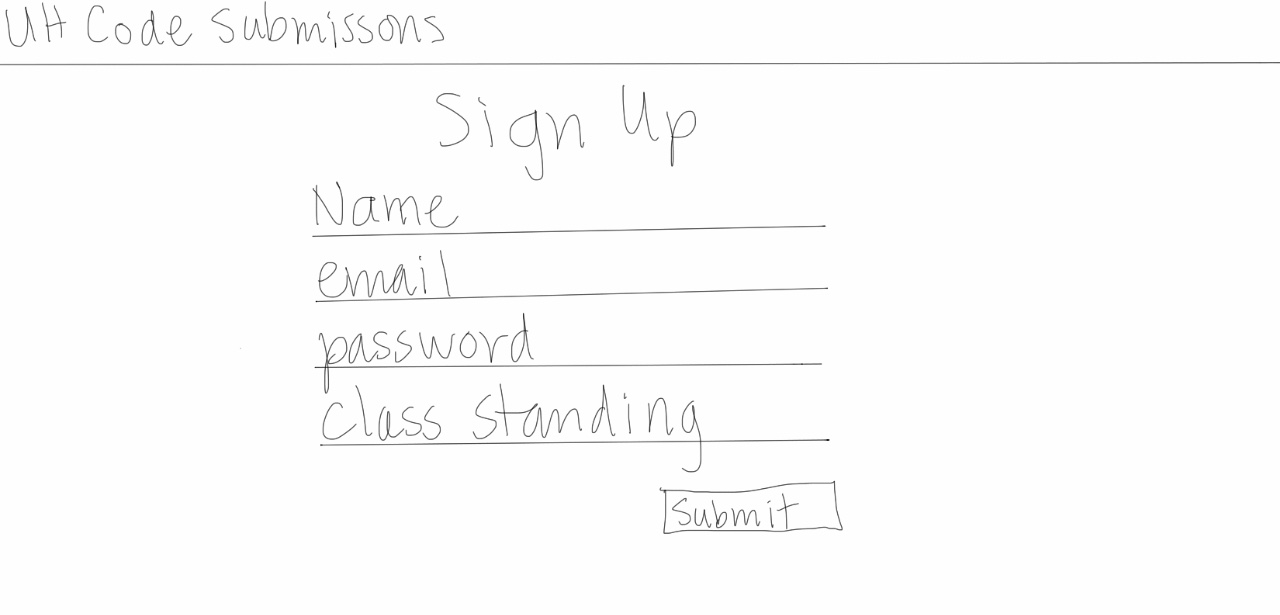 UH Code Submissons
Sign Up
Name
email
password
class standing
Submit